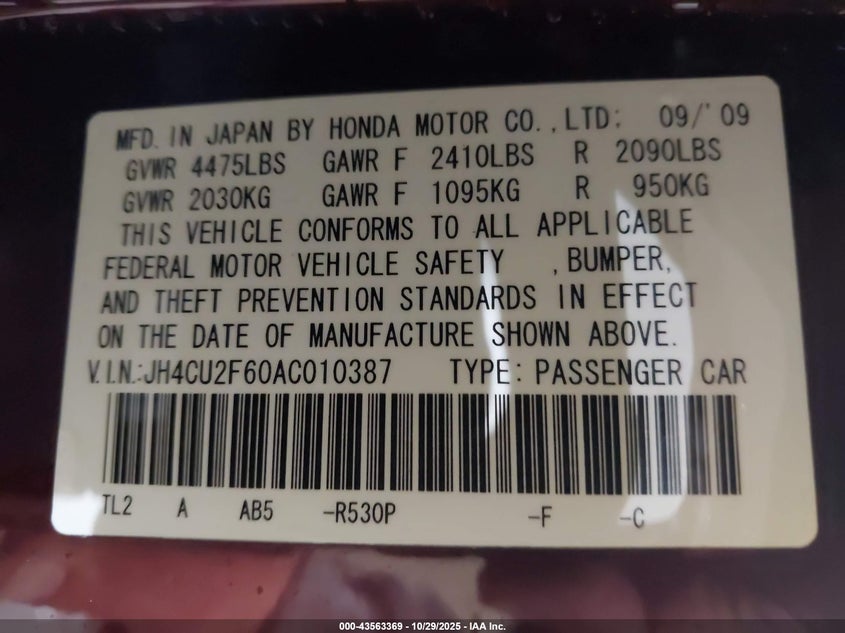 MFD. IN JAPAN BY HONDA MOTOR CO.,LTD: 09/'09
GVWR 4475LBS GAWR F 2410LBS R 2090LBS
GVWR 2030KG GAWR F 1095KG R 950KG
THIS VEHICLE CONFORMS TO ALL APPLICABLE
FEDERAL MOTOR VEHICLE SAFETY ,BUMPER,
AND THEFT PREVENTION STANDARDS IN EFFECT
ON THE DATE OF MANUFACTURE SHOWN ABOVE.
V.I.N.:JH4CU2F60AC010387 TYPE: PASSENGER CAR
TL2 A AB5 -R530P -F -C
000-43563369 - 10/29/2025 - IAA Inc.